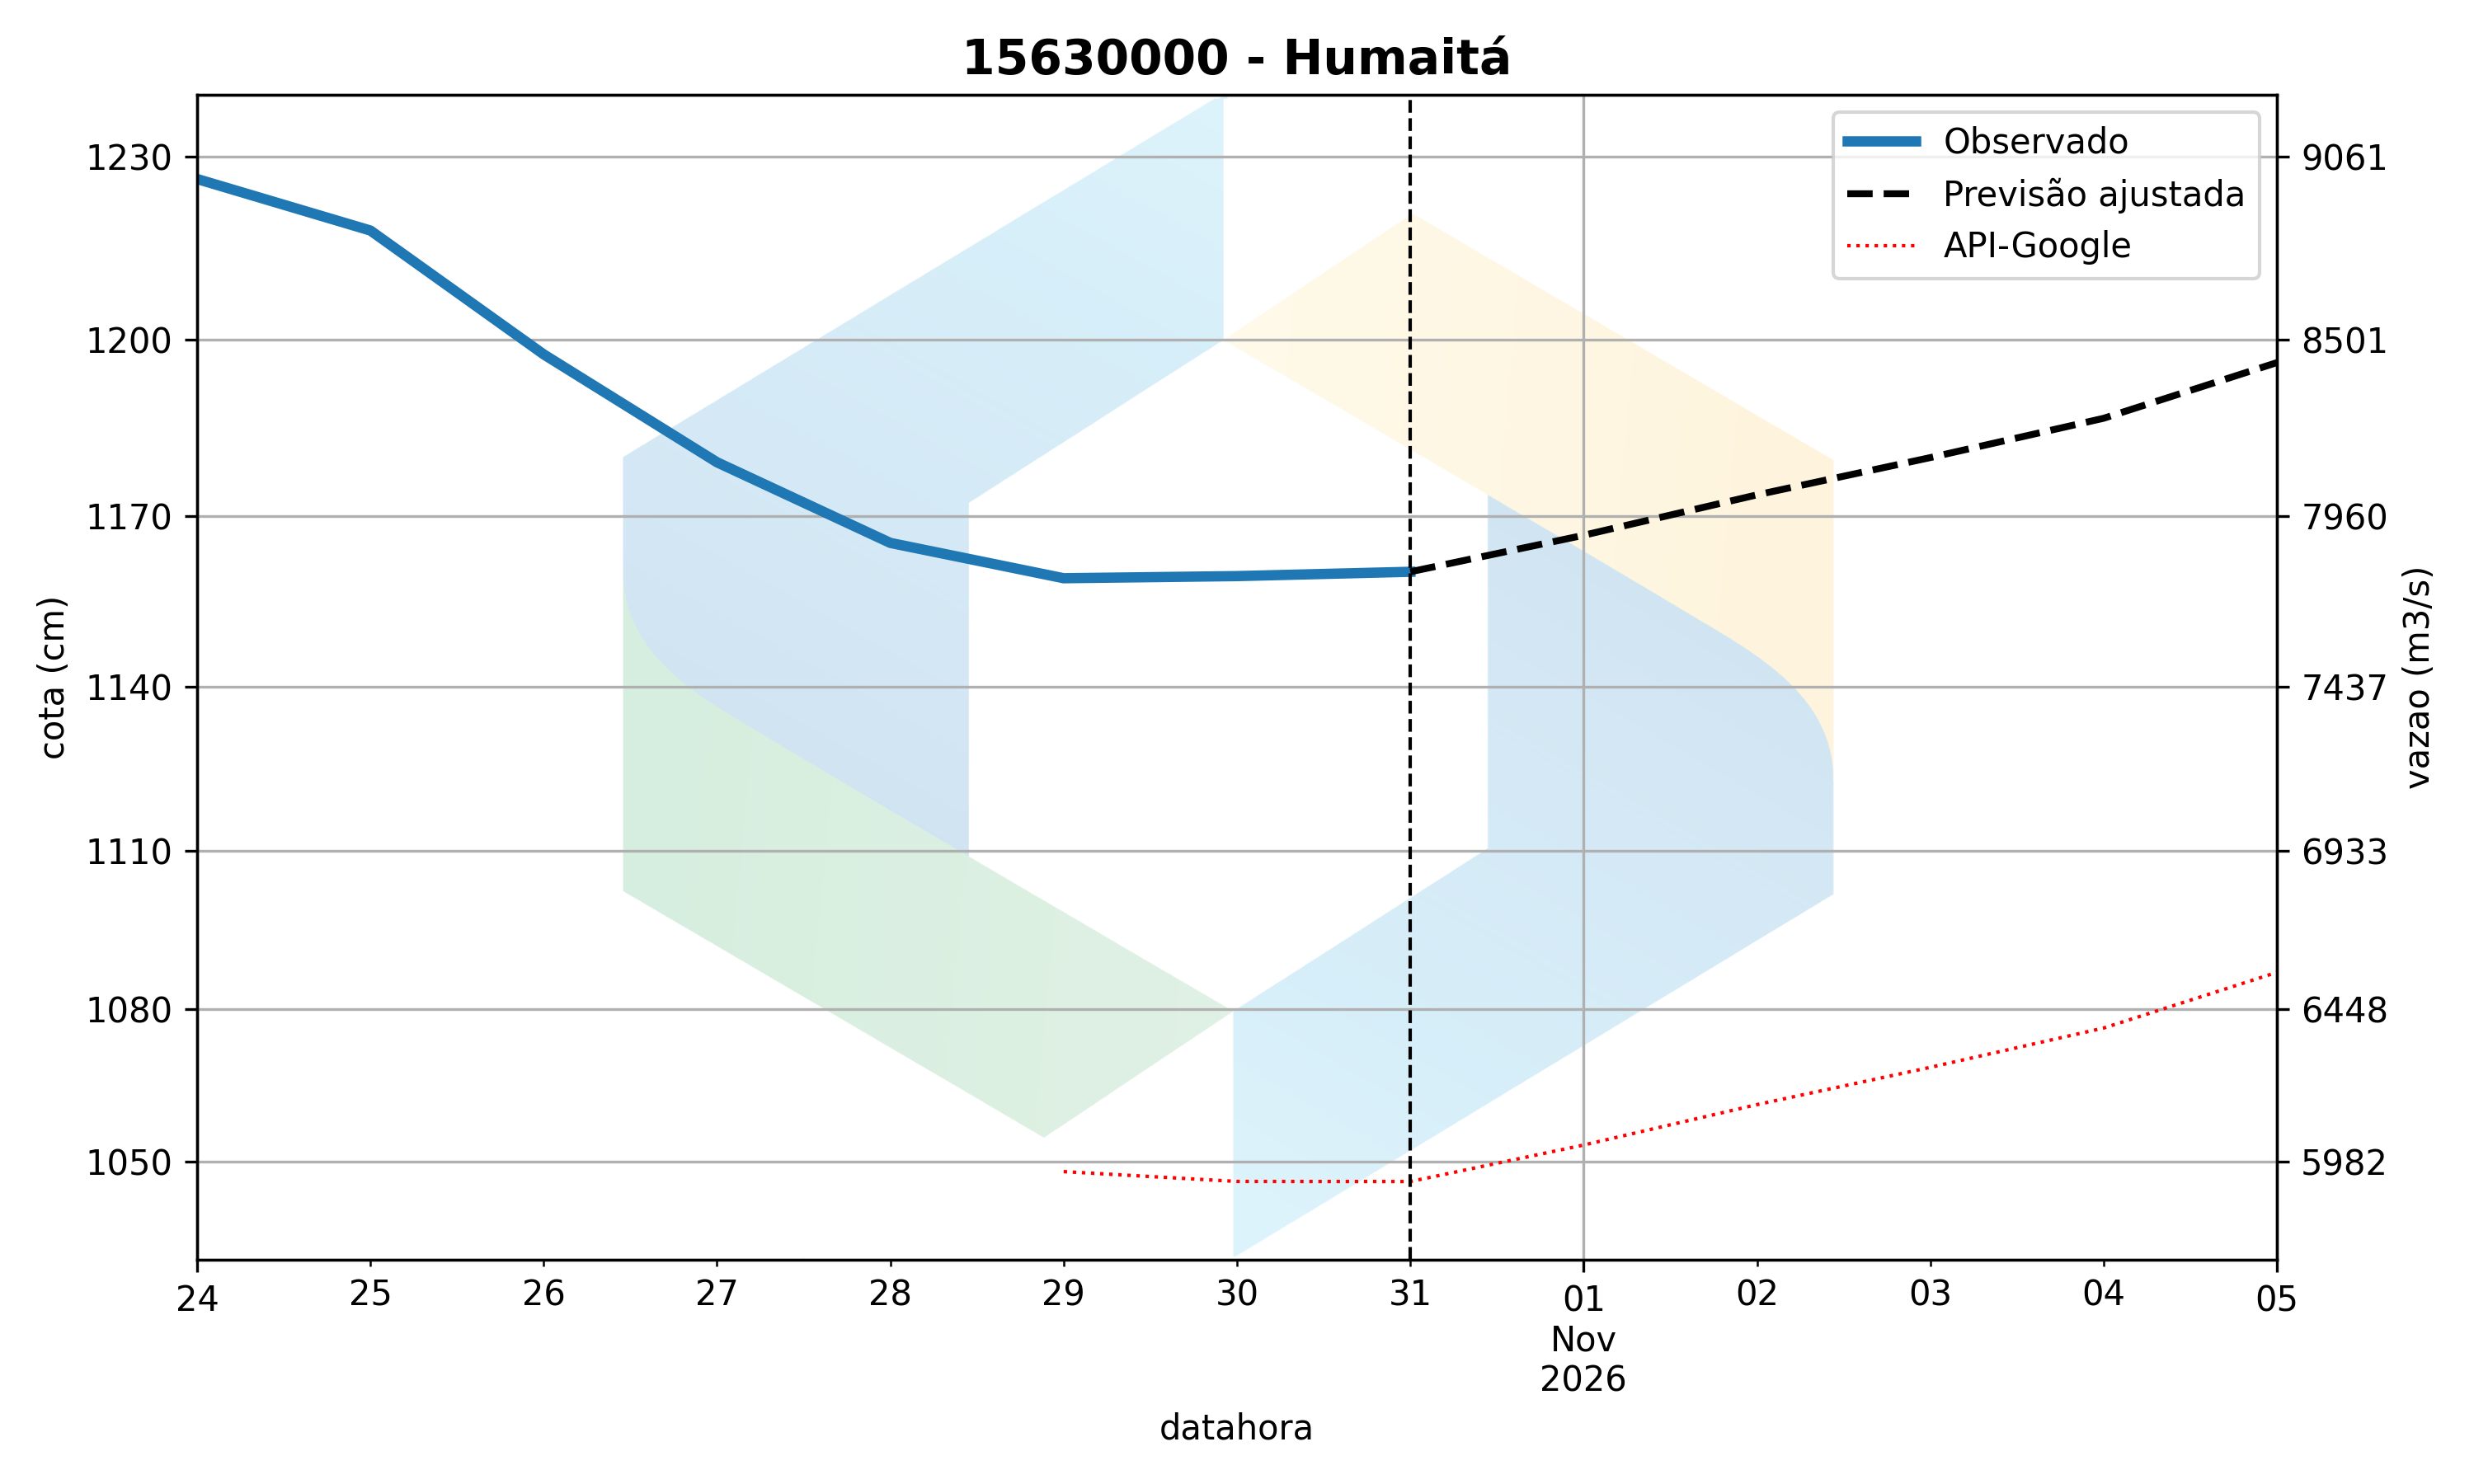 15630000 - Humaitá
Observado
Previsão ajustada
API-Google
1230
1200
1170
1140
1110
1080
1050
cota (cm)
9061
8501
7960
7437
6933
6448
5982
vazao (m3/s)
24 25 26 27 28 29 30 31 01 02 03 04 05
Nov
2026
datahora